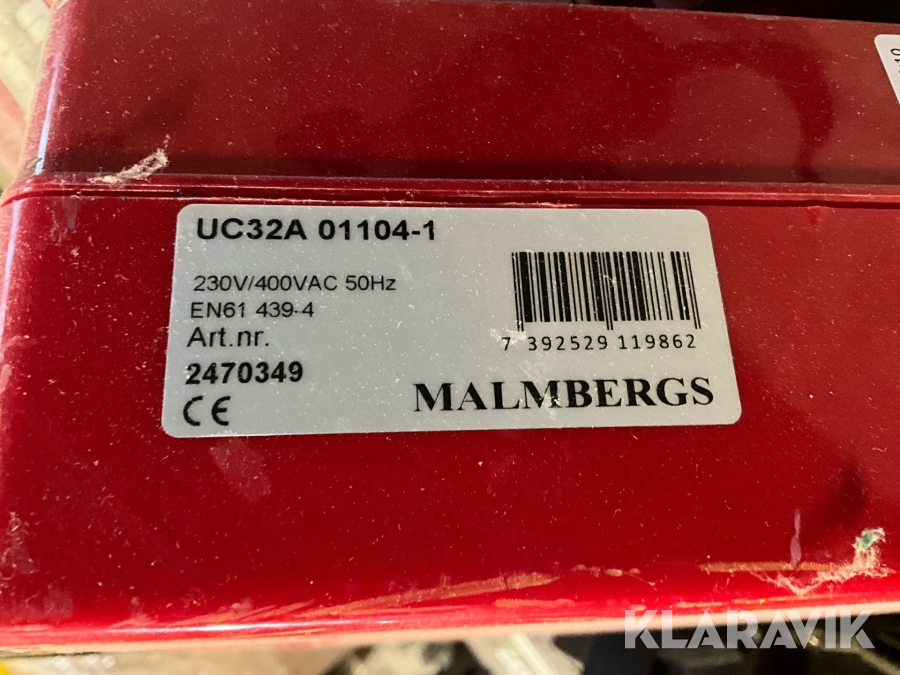 UC32A 01104-1
230V/400VAC 50Hz
EN61 439-4
Art.nr.
2470349
CE
7 392529 119862
MALMBERGS
KLARAVIK